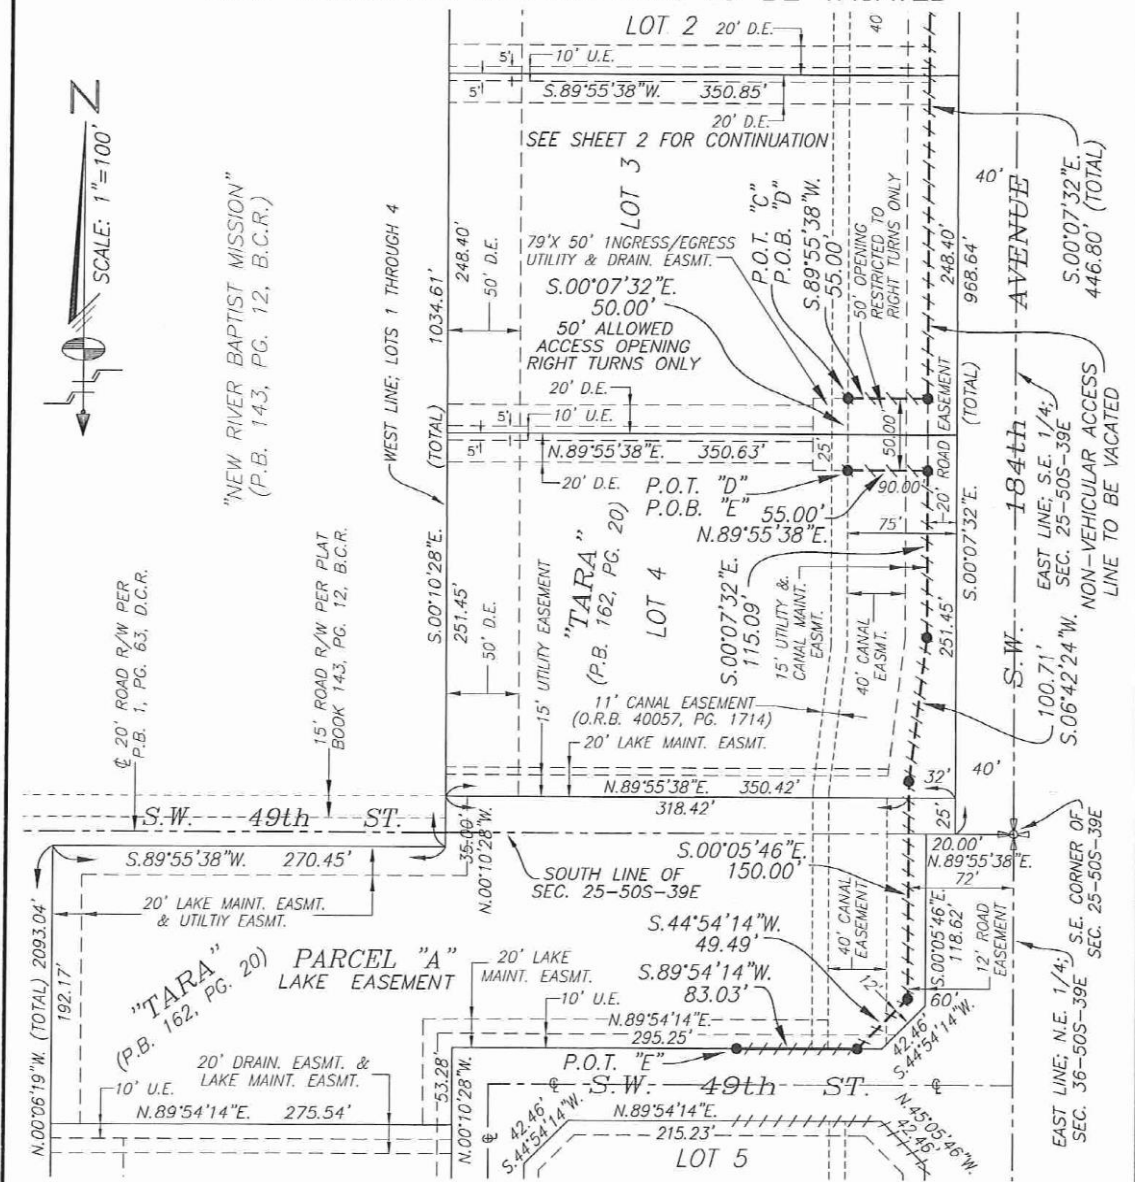 LOT 2
20' D.E.
40
5'
10' U.E.
5'
S.89°55'38"W. 350.85'
20' D.E.
SEE SHEET 2 FOR CONTINUATION
N
SCALE: 1"=100'
"NEW RIVER BAPTIST MISSION"
(P.B. 143, PG. 12, B.C.R.)
WEST LINE; LOTS 1 THROUGH 4
1034.61'
(TOTAL)
S.00°10'28"E.
248.40'
50' D.E.
LOT 3
79'X 50' INGRESS/EGRESS
UTILITY & DRAIN. EASMT.
S.00°07'32"E.
50.00'
50' ALLOWED
ACCESS OPENING
RIGHT TURNS ONLY
P.O.T. "C"
P.O.B. "D"
S.89°55'38"W.
55.00'
50' OPENING
RESTRICTED TO
RIGHT TURNS ONLY
248.40'
968.64'
(TOTAL)
40'
S.W. 184th AVENUE
S.00°07'32"E.
446.80' (TOTAL)
20' D.E.
5'
10' U.E.
5'
N.89°55'38"E. 350.63'
20' D.E.
25'
50.00'
90.00'
20' ROAD EASEMENT
P.O.T. "D"
P.O.B. "E"
55.00'
N.89°55'38"E.
75'
S.00°07'32"E.
EAST LINE; S.E. 1/4;
SEC. 25-50S-39E
NON-VEHICULAR ACCESS
LINE TO BE VACATED
251.45'
50' D.E.
15' UTILITY EASEMENT
"TARA"
(P.B. 162, PG. 20)
LOT 4
S.00°07'32"E.
115.09'
15' UTILITY &
CANAL MAINT.
EASMT.
40' CANAL
EASMT.
251.45'
100.71'
S.06°42'24"W.
11' CANAL EASEMENT
(O.R.B. 40057, PG. 1714)
20' LAKE MAINT. EASMT.
℄ 20' ROAD R/W PER
P.B. 1, PG. 63, D.C.R.
15' ROAD R/W PER PLAT
BOOK 143, PG. 12, B.C.R.
N.89°55'38"E. 350.42'
32'
40'
318.42'
25'
S.W. 49th ST.
35.00'
N.00°10'28"W.
S.89°55'38"W. 270.45'
SOUTH LINE OF
SEC. 25-50S-39E
S.00°05'46"E.
150.00'
20.00'
N.89°55'38"E.
72'
S.E. CORNER OF
SEC. 25-50S-39E
20' LAKE MAINT. EASMT.
& UTILTIY EASMT.
N.00°06'19"W. (TOTAL) 2093.04'
192.17'
"TARA"
(P.B. 162, PG. 20)
PARCEL "A"
LAKE EASEMENT
20' LAKE
MAINT. EASMT.
S.44°54'14"W.
49.49'
S.89°54'14"W.
83.03'
40' CANAL
EASEMENT
12'
S.00°05'46"E.
118.62'
12' ROAD
EASEMENT
60'
EAST LINE; N.E. 1/4;
SEC. 36-50S-39E
10' U.E.
N.89°54'14"E.
295.25'
P.O.T. "E"
42.46'
S.44°54'14"W.
20' DRAIN. EASMT. &
LAKE MAINT. EASMT.
10' U.E.
N.89°54'14"E. 275.54'
53.28'
N.00°10'28"W.
℄ S.W. 49th ST. ℄
℄
42.46'
S.44°54'14"W.
N.89°54'14"E.
215.23'
N.45°05'46"W.
42.46'
LOT 5